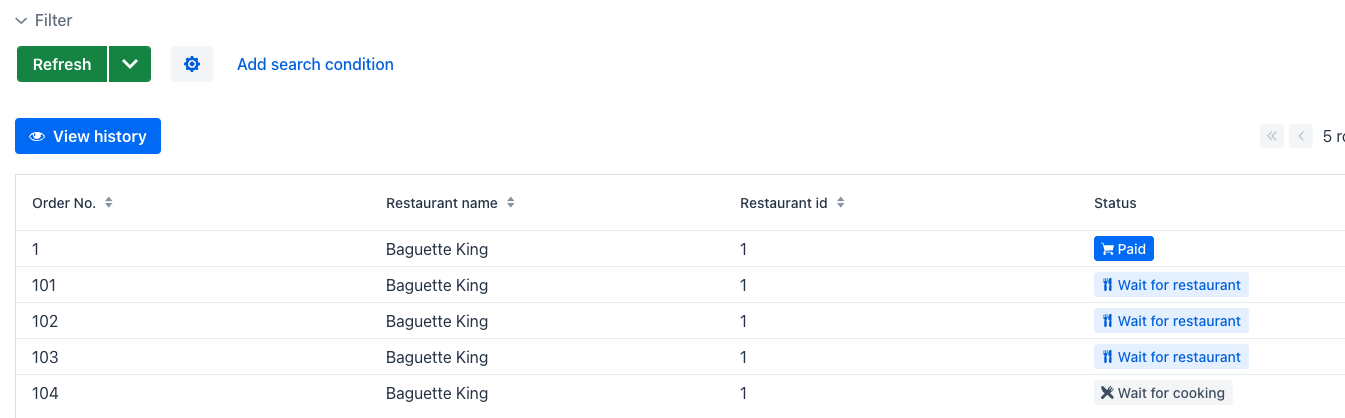 Filter
Refresh Add search condition
View history 5
Order No. Restaurant name Restaurant id Status
1 Baguette King 1 Paid
101 Baguette King 1 Wait for restaurant
102 Baguette King 1 Wait for restaurant
103 Baguette King 1 Wait for restaurant
104 Baguette King 1 Wait for cooking